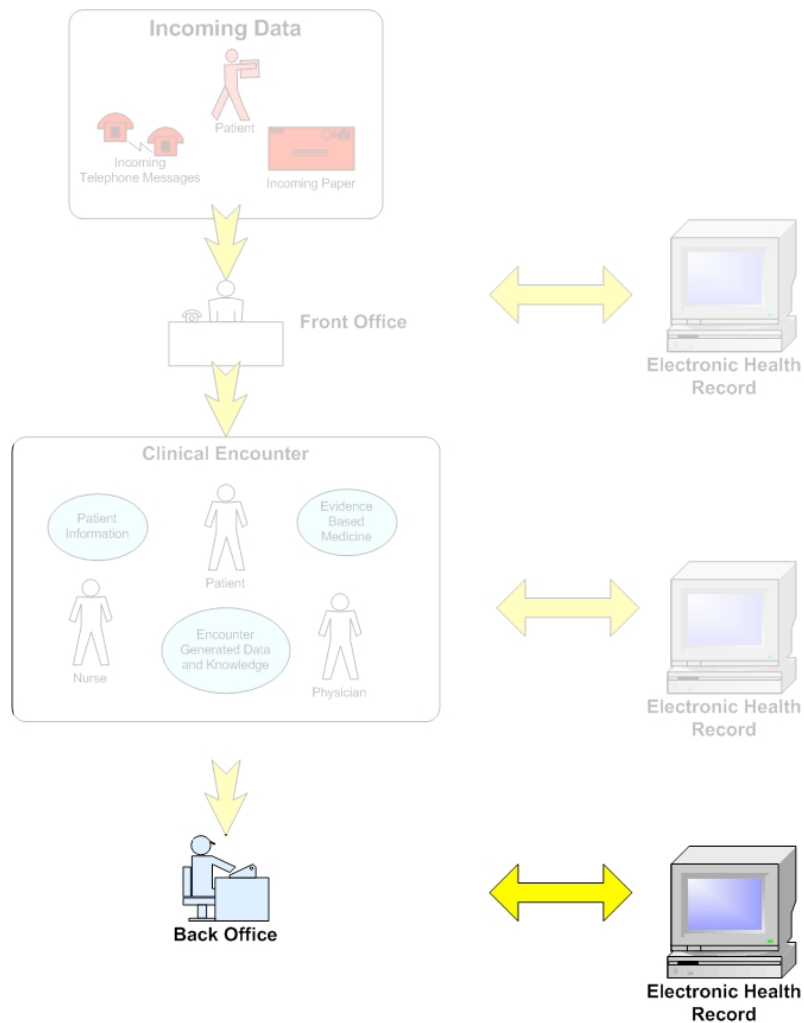 Incoming Data
Patient
Incoming
Telephone Messages
Incoming Paper
Front Office
Electronic Health
Record
Clinical Encounter
Patient
Information
Evidence
Based
Medicine
Patient
Nurse
Encounter
Generated Data
and Knowledge
Physician
Electronic Health
Record
Back Office
Electronic Health
Record